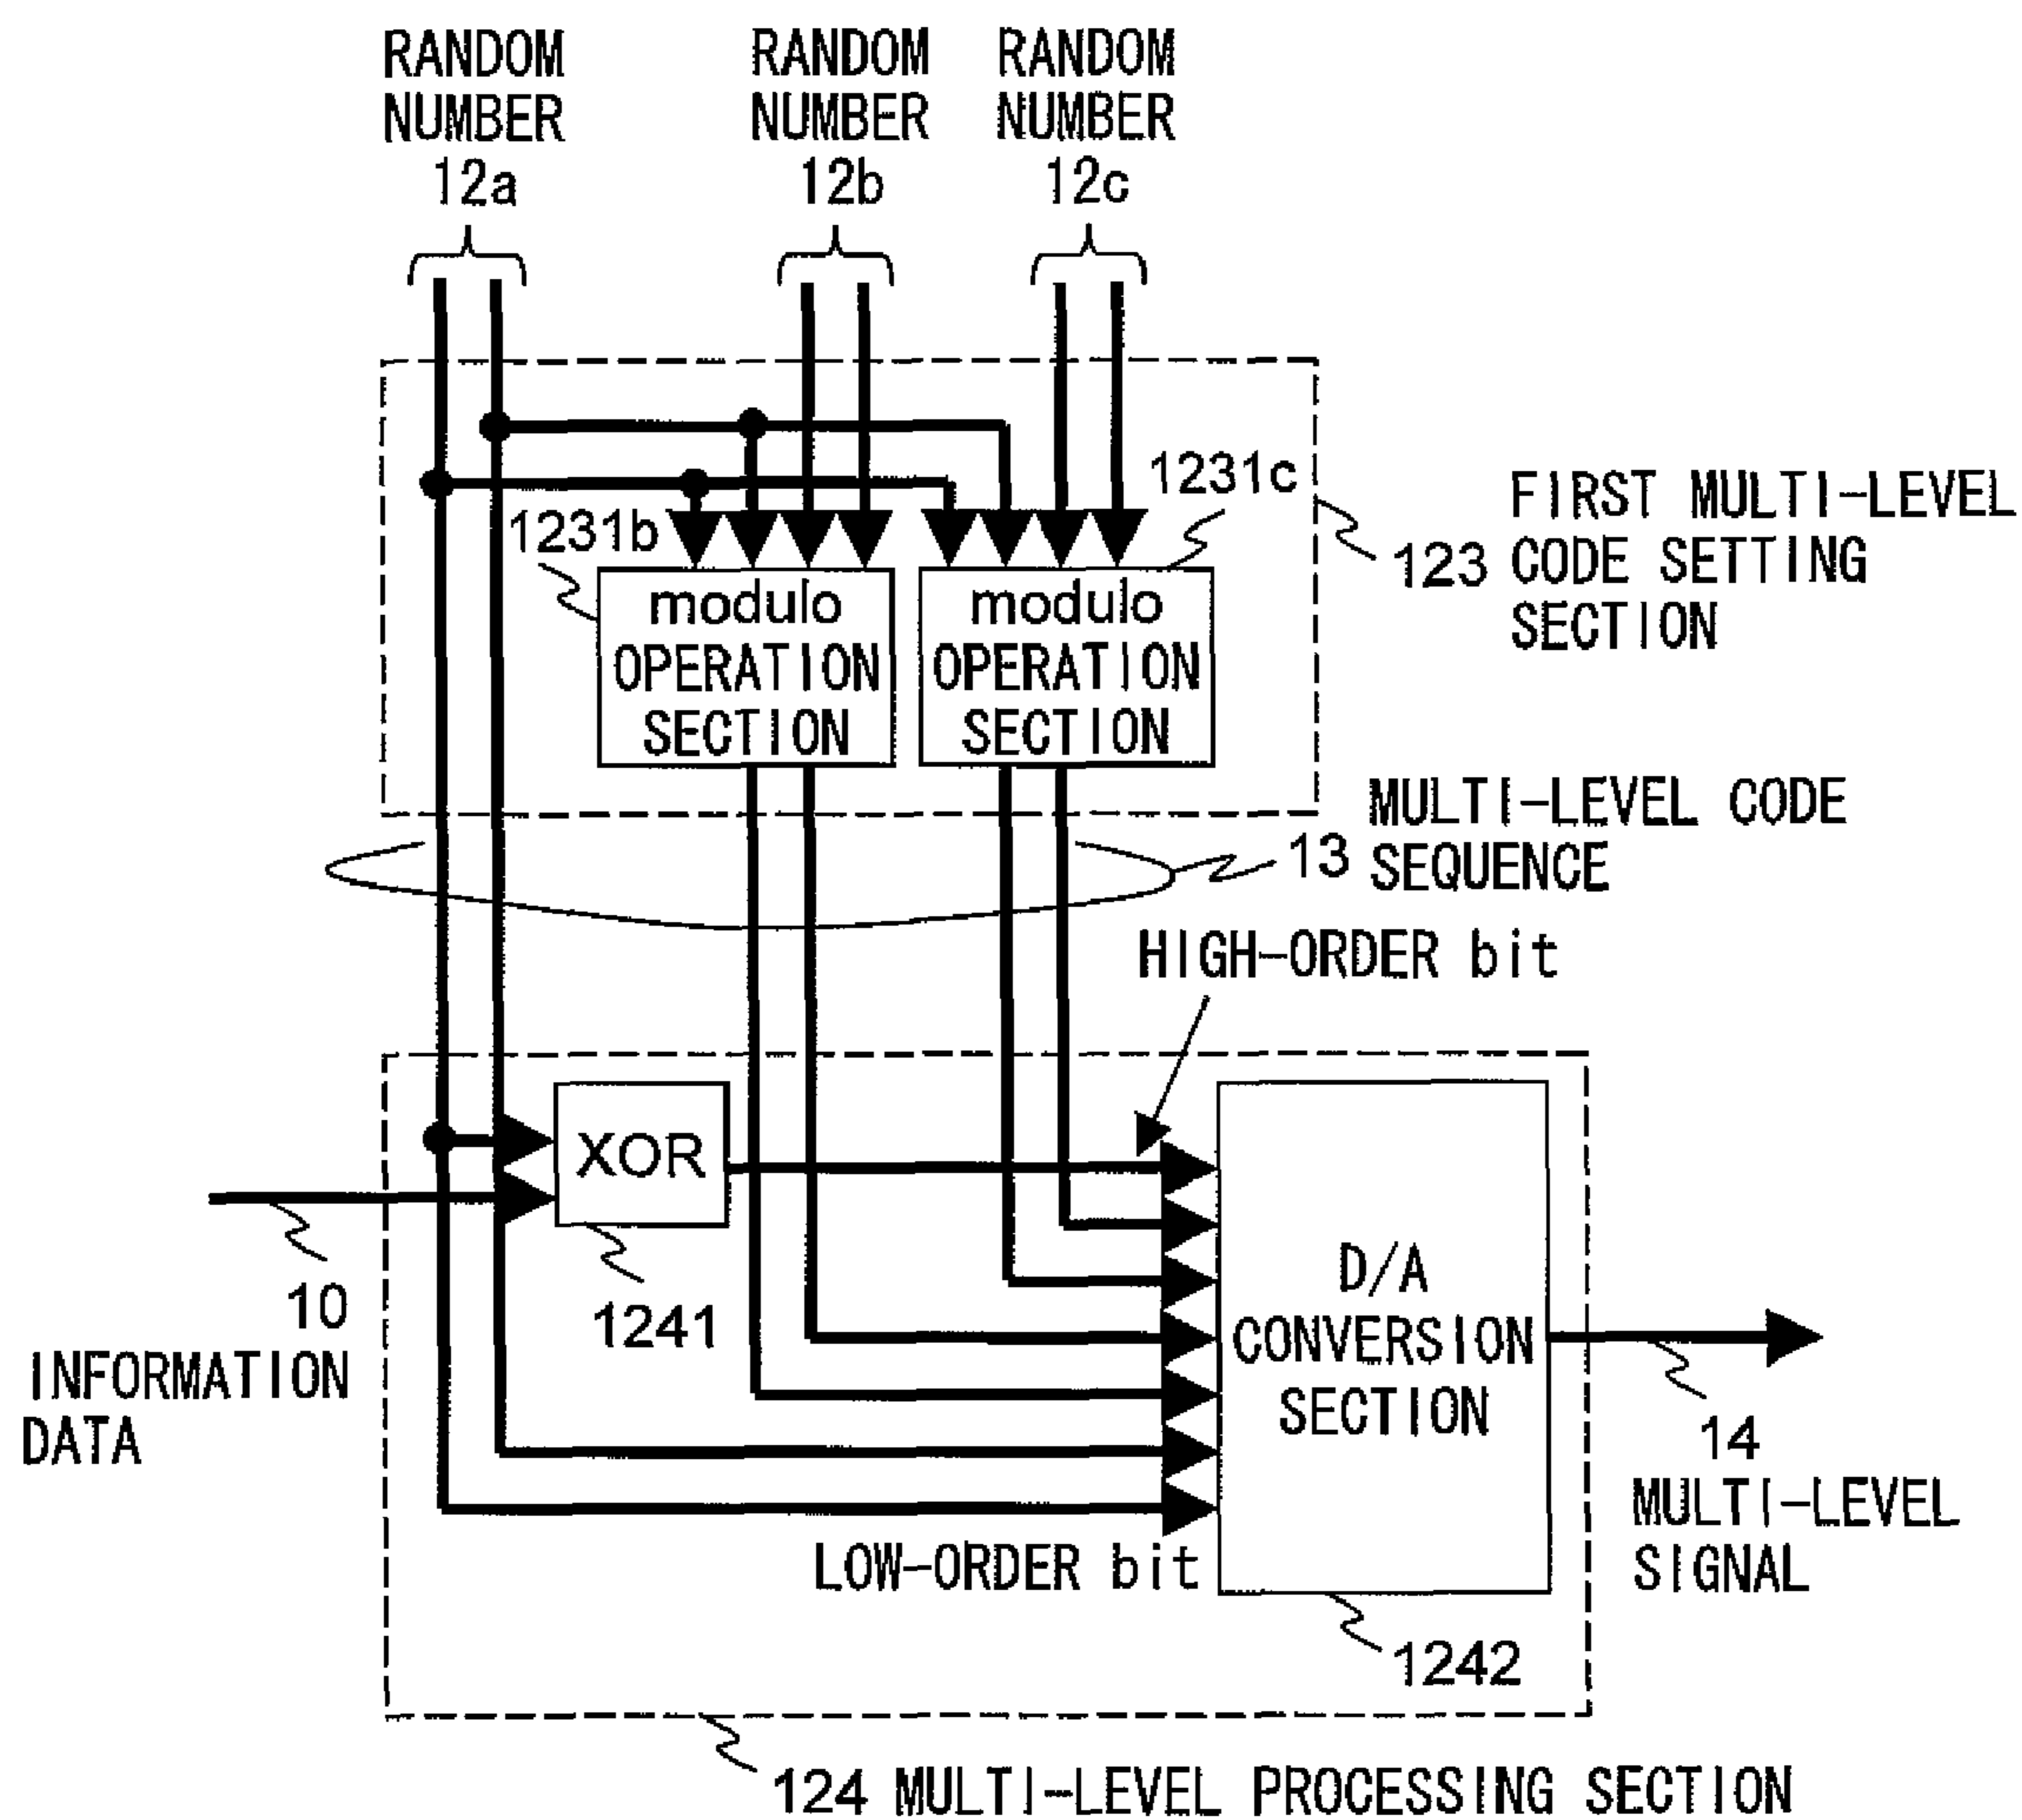 RANDOM
NUMBER
12a
RANDOM
NUMBER
12b
RANDOM
NUMBER
12c
1231b
1231c
modulo
OPERATION
SECTION
modulo
OPERATION
SECTION
123
FIRST MULTI-LEVEL
CODE SETTING
SECTION
13
MULTI-LEVEL CODE
SEQUENCE
HIGH-ORDER bit
XOR
1241
10
INFORMATION
DATA
D/A
CONVERSION
SECTION
14
MULTI-LEVEL
SIGNAL
LOW-ORDER bit
1242
124 MULTI-LEVEL PROCESSING SECTION